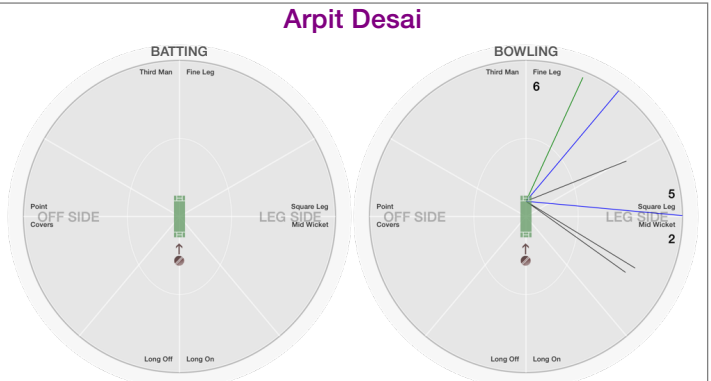 Arpit Desai
BATTING
Third Man
Fine Leg
Point
OFF SIDE
Covers
Square Leg
LEG SIDE
Mid Wicket
Long Off
Long On
BOWLING
Third Man
Fine Leg
6
Point
OFF SIDE
Covers
5
Square Leg
LEG SIDE
Mid Wicket
2
Long Off
Long On